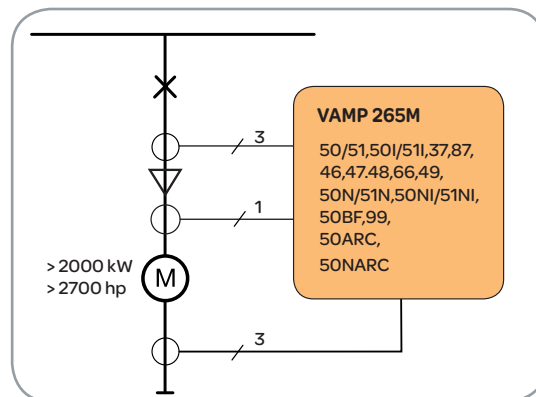 VAMP 265M
3
50/51,50I/51I,37,87,
46,47.48,66,49,
50N/51N,50NI/51NI,
1
50BF,99,
50ARC,
50NARC
> 2000 kW
> 2700 hp
M
3